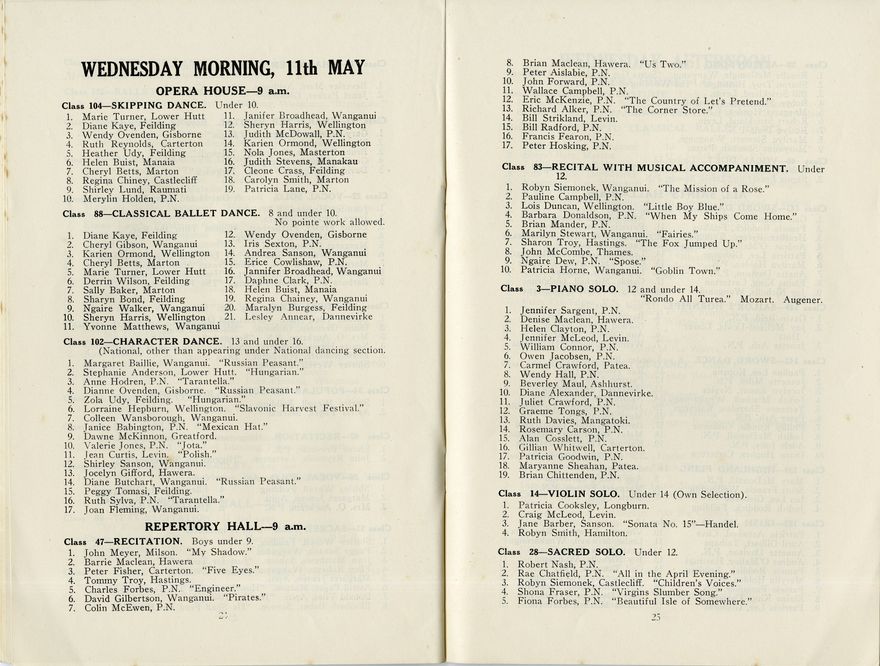 WEDNESDAY MORNING, 11th MAY
OPERA HOUSE—9 a.m.
Class 104—SKIPPING DANCE. Under 10.
1. Marie Turner, Lower Hutt
2. Diane Kaye, Feilding
3. Wendy Ovenden, Gisborne
4. Ruth Reynolds, Carterton
5. Heather Udy, Feilding
6. Helen Buist, Manaia
7. Cheryl Betts, Marton
8. Regina Chiney, Castlecliff
9. Shirley Lund, Raumati
10. Merylin Holden, P.N.
11. Janifer Broadhead, Wanganui
12. Sheryn Harris, Wellington
13. Judith McDowall, P.N.
14. Karien Ormond, Wellington
15. Nola Jones, Masterton
16. Judith Stevens, Manakau
17. Cleone Crass, Feilding
18. Carolyn Smith, Marton
19. Patricia Lane, P.N.
Class 88—CLASSICAL BALLET DANCE. 8 and under 10.
No pointe work allowed.
1. Diane Kaye, Feilding
2. Cheryl Gibson, Wanganui
3. Karien Ormond, Wellington
4. Cheryl Betts, Marton
5. Marie Turner, Lower Hutt
6. Derrin Wilson, Feilding
7. Sally Baker, Marton
8. Sharyn Bond, Feilding
9. Ngaire Walker, Wanganui
10. Sheryn Harris, Wellington
11. Yvonne Matthews, Wanganui
12. Wendy Ovenden, Gisborne
13. Iris Sexton, P.N.
14. Andrea Sanson, Wanganui
15. Erice Cowlishaw, P.N.
16. Jannifer Broadhead, Wanganui
17. Daphne Clark, P.N.
18. Helen Buist, Manaia
19. Regina Chainey, Wanganui
20. Maralyn Burgess, Feilding
21. Lesley Annear, Dannevirke
Class 102—CHARACTER DANCE. 13 and under 16.
(National, other than appearing under National dancing section.
1. Margaret Baillie, Wanganui. "Russian Peasant."
2. Stephanie Anderson, Lower Hutt. "Hungarian."
3. Anne Hodren, P.N. "Tarantella."
4. Dianne Ovenden, Gisborne. "Russian Peasant."
5. Zola Udy, Feilding. "Hungarian."
6. Lorraine Hepburn, Wellington. "Slavonic Harvest Festival."
7. Colleen Wansborough, Wanganui.
8. Janice Babington, P.N. "Mexican Hat."
9. Dawne McKinnon, Greatford.
10. Valerie Jones, P.N. "Jota."
11. Jean Curtis, Levin. "Polish."
12. Shirley Sanson, Wanganui.
13. Jocelyn Gifford, Hawera.
14. Diane Butchart, Wanganui. "Russian Peasant."
15. Peggy Tomasi, Feilding.
16. Ruth Sylva, P.N. "Tarantella."
17. Joan Fleming, Wanganui.
REPERTORY HALL—9 a.m.
Class 47—RECITATION. Boys under 9.
1. John Meyer, Milson. "My Shadow."
2. Barrie Maclean, Hawera
3. Peter Fisher, Carterton. "Five Eyes."
4. Tommy Troy, Hastings.
5. Charles Forbes, P.N. "Engineer."
6. David Gilbertson, Wanganui. "Pirates."
7. Colin McEwen, P.N.
8. Brian Maclean, Hawera. "Us Two."
9. Peter Aislabie, P.N.
10. John Forward, P.N.
11. Wallace Campbell, P.N.
12. Eric McKenzie, P.N. "The Country of Let's Pretend."
13. Richard Alker, P.N. "The Corner Store."
14. Bill Strikland, Levin.
15. Bill Radford, P.N.
16. Francis Fearon, P.N.
17. Peter Hosking, P.N.
Class 83—RECITAL WITH MUSICAL ACCOMPANIMENT. Under
12.
1. Robyn Siemonek, Wanganui. "The Mission of a Rose."
2. Pauline Campbell, P.N.
3. Lois Duncan, Wellington. "Little Boy Blue."
4. Barbara Donaldson, P.N. "When My Ships Come Home."
5. Brian Mander, P.N.
6. Marilyn Stewart, Wanganui. "Fairies."
7. Sharon Troy, Hastings. "The Fox Jumped Up."
8. John McCombe, Thames.
9. Ngaire Dew, P.N. "Spose."
10. Patricia Horne, Wanganui. "Goblin Town."
Class 3—PIANO SOLO. 12 and under 14.
"Rondo All Turea." Mozart. Augener.
1. Jennifer Sargent, P.N.
2. Denise Maclean, Hawera.
3. Helen Clayton, P.N.
4. Jennifer McLeod, Levin.
5. William Connor, P.N.
6. Owen Jacobsen, P.N.
7. Carmel Crawford, Patea.
8. Wendy Hall, P.N.
9. Beverley Maul, Ashhurst.
10. Diane Alexander, Dannevirke.
11. Juliet Crawford, P.N.
12. Graeme Tongs, P.N.
13. Ruth Davies, Mangatoki.
14. Rosemary Carson, P.N.
15. Alan Cosslett, P.N.
16. Gillian Whitwell, Carterton.
17. Patricia Goodwin, P.N.
18. Maryanne Sheahan, Patea.
19. Brian Chittenden, P.N.
Class 14—VIOLIN SOLO. Under 14 (Own Selection).
1. Patricia Cooksley, Longburn.
2. Craig McLeod, Levin.
3. Jane Barber, Sanson. "Sonata No. 15"—Handel.
4. Robyn Smith, Hamilton.
Class 28—SACRED SOLO. Under 12.
1. Robert Nash, P.N.
2. Rae Chatfield, P.N. "All in the April Evening."
3. Robyn Siemonek, Castlecliff. "Children's Voices."
4. Shona Fraser, P.N. "Virgins Slumber Song."
5. Fiona Forbes, P.N. "Beautiful Isle of Somewhere."
25